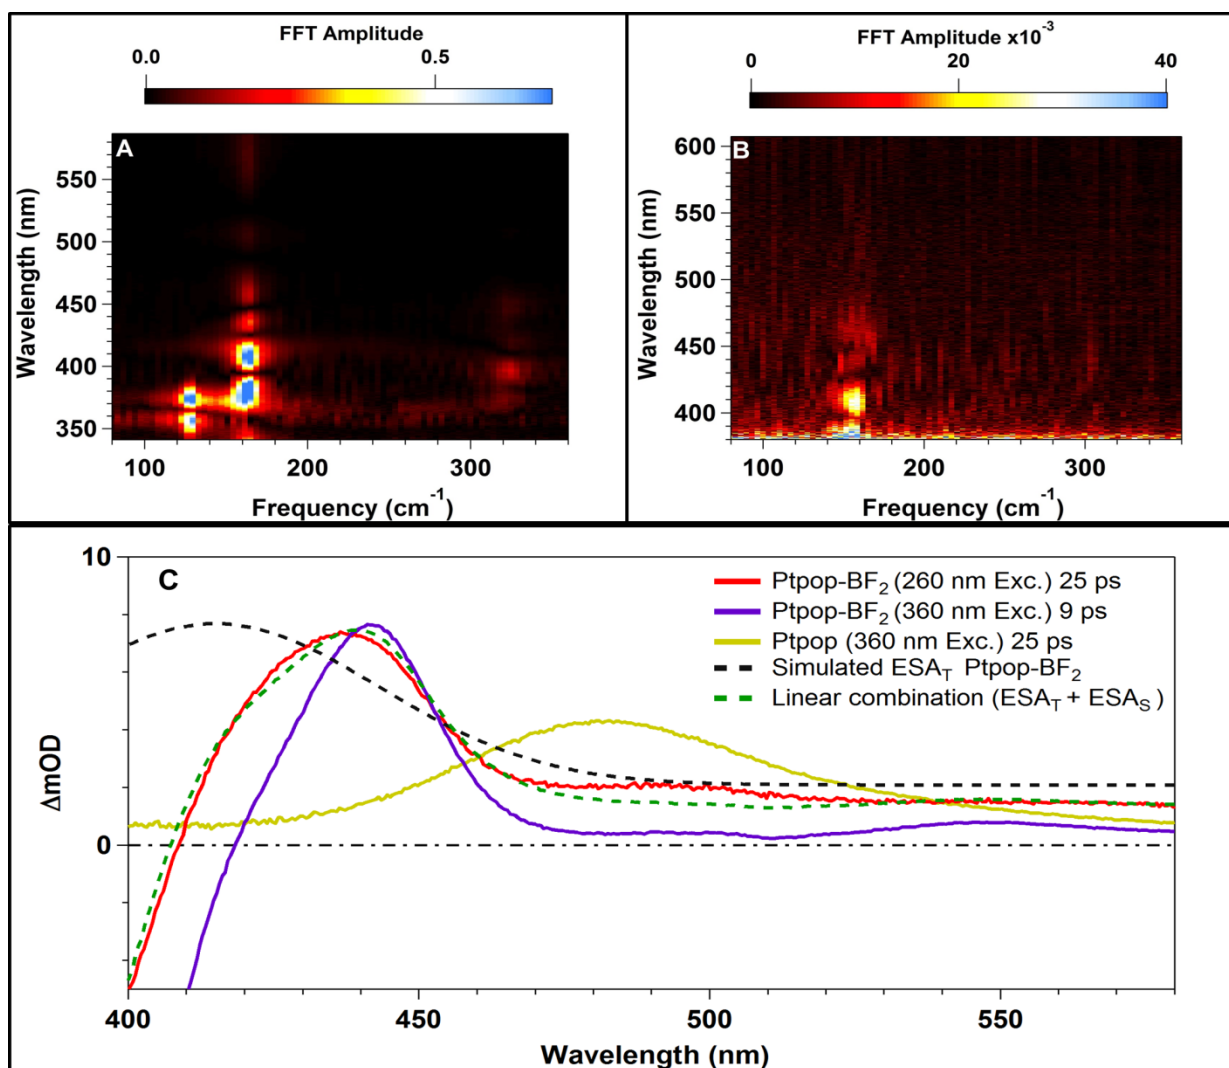 FFT Amplitude
0.0 0.5
A
Wavelength (nm)
550
500
450
400
350
100 200 300
Frequency (cm⁻¹)
FFT Amplitude x10⁻³
0 20 40
B
Wavelength (nm)
600
550
500
450
400
100 200 300
Frequency (cm⁻¹)
C
Ptpop-BF₂ (260 nm Exc.) 25 ps
Ptpop-BF₂ (360 nm Exc.) 9 ps
Ptpop (360 nm Exc.) 25 ps
Simulated ESA_T Ptpop-BF₂
Linear combination (ESA_T + ESA_S)
ΔmOD
10
0
400 450 500 550
Wavelength (nm)